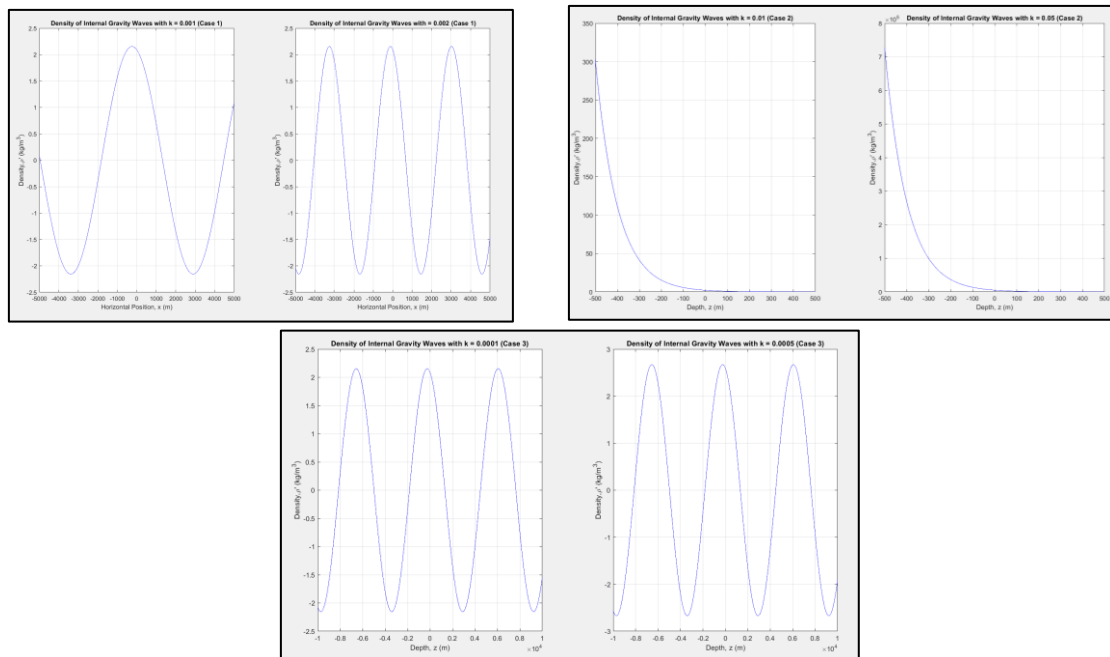 Density of Internal Gravity Waves with k = 0.001 (Case 1)
2.5
2
1.5
1
0.5
0
-0.5
-1
-1.5
-2
-2.5
Density, ρ' (kg/m³)
-5000 -4000 -3000 -2000 -1000 0 1000 2000 3000 4000 5000
Horizontal Position, x (m)
Density of Internal Gravity Waves with k = 0.002 (Case 1)
2.5
2
1.5
1
0.5
0
-0.5
-1
-1.5
-2
-2.5
Density, ρ' (kg/m³)
-5000 -4000 -3000 -2000 -1000 0 1000 2000 3000 4000 5000
Horizontal Position, x (m)
Density of Internal Gravity Waves with k = 0.01 (Case 2)
350
300
250
200
150
100
50
0
Density, ρ' (kg/m³)
-500 -400 -300 -200 -100 0 100 200 300 400 500
Depth, z (m)
Density of Internal Gravity Waves with k = 0.05 (Case 2)
8
7
6
5
4
3
2
1
0
Density, ρ' (kg/m³)
-500 -400 -300 -200 -100 0 100 200 300 400 500
Depth, z (m)
Density of Internal Gravity Waves with k = 0.0001 (Case 3)
2.5
2
1.5
1
0.5
0
-0.5
-1
-1.5
-2
-2.5
Density, ρ' (kg/m³)
-1 -0.8 -0.6 -0.4 -0.2 0 0.2 0.4 0.6 0.8 1
Depth, z (m)
×10⁴
Density of Internal Gravity Waves with k = 0.0005 (Case 3)
3
2
1
0
-1
-2
-3
Density, ρ' (kg/m³)
-1 -0.8 -0.6 -0.4 -0.2 0 0.2 0.4 0.6 0.8 1
Depth, z (m)
×10⁴